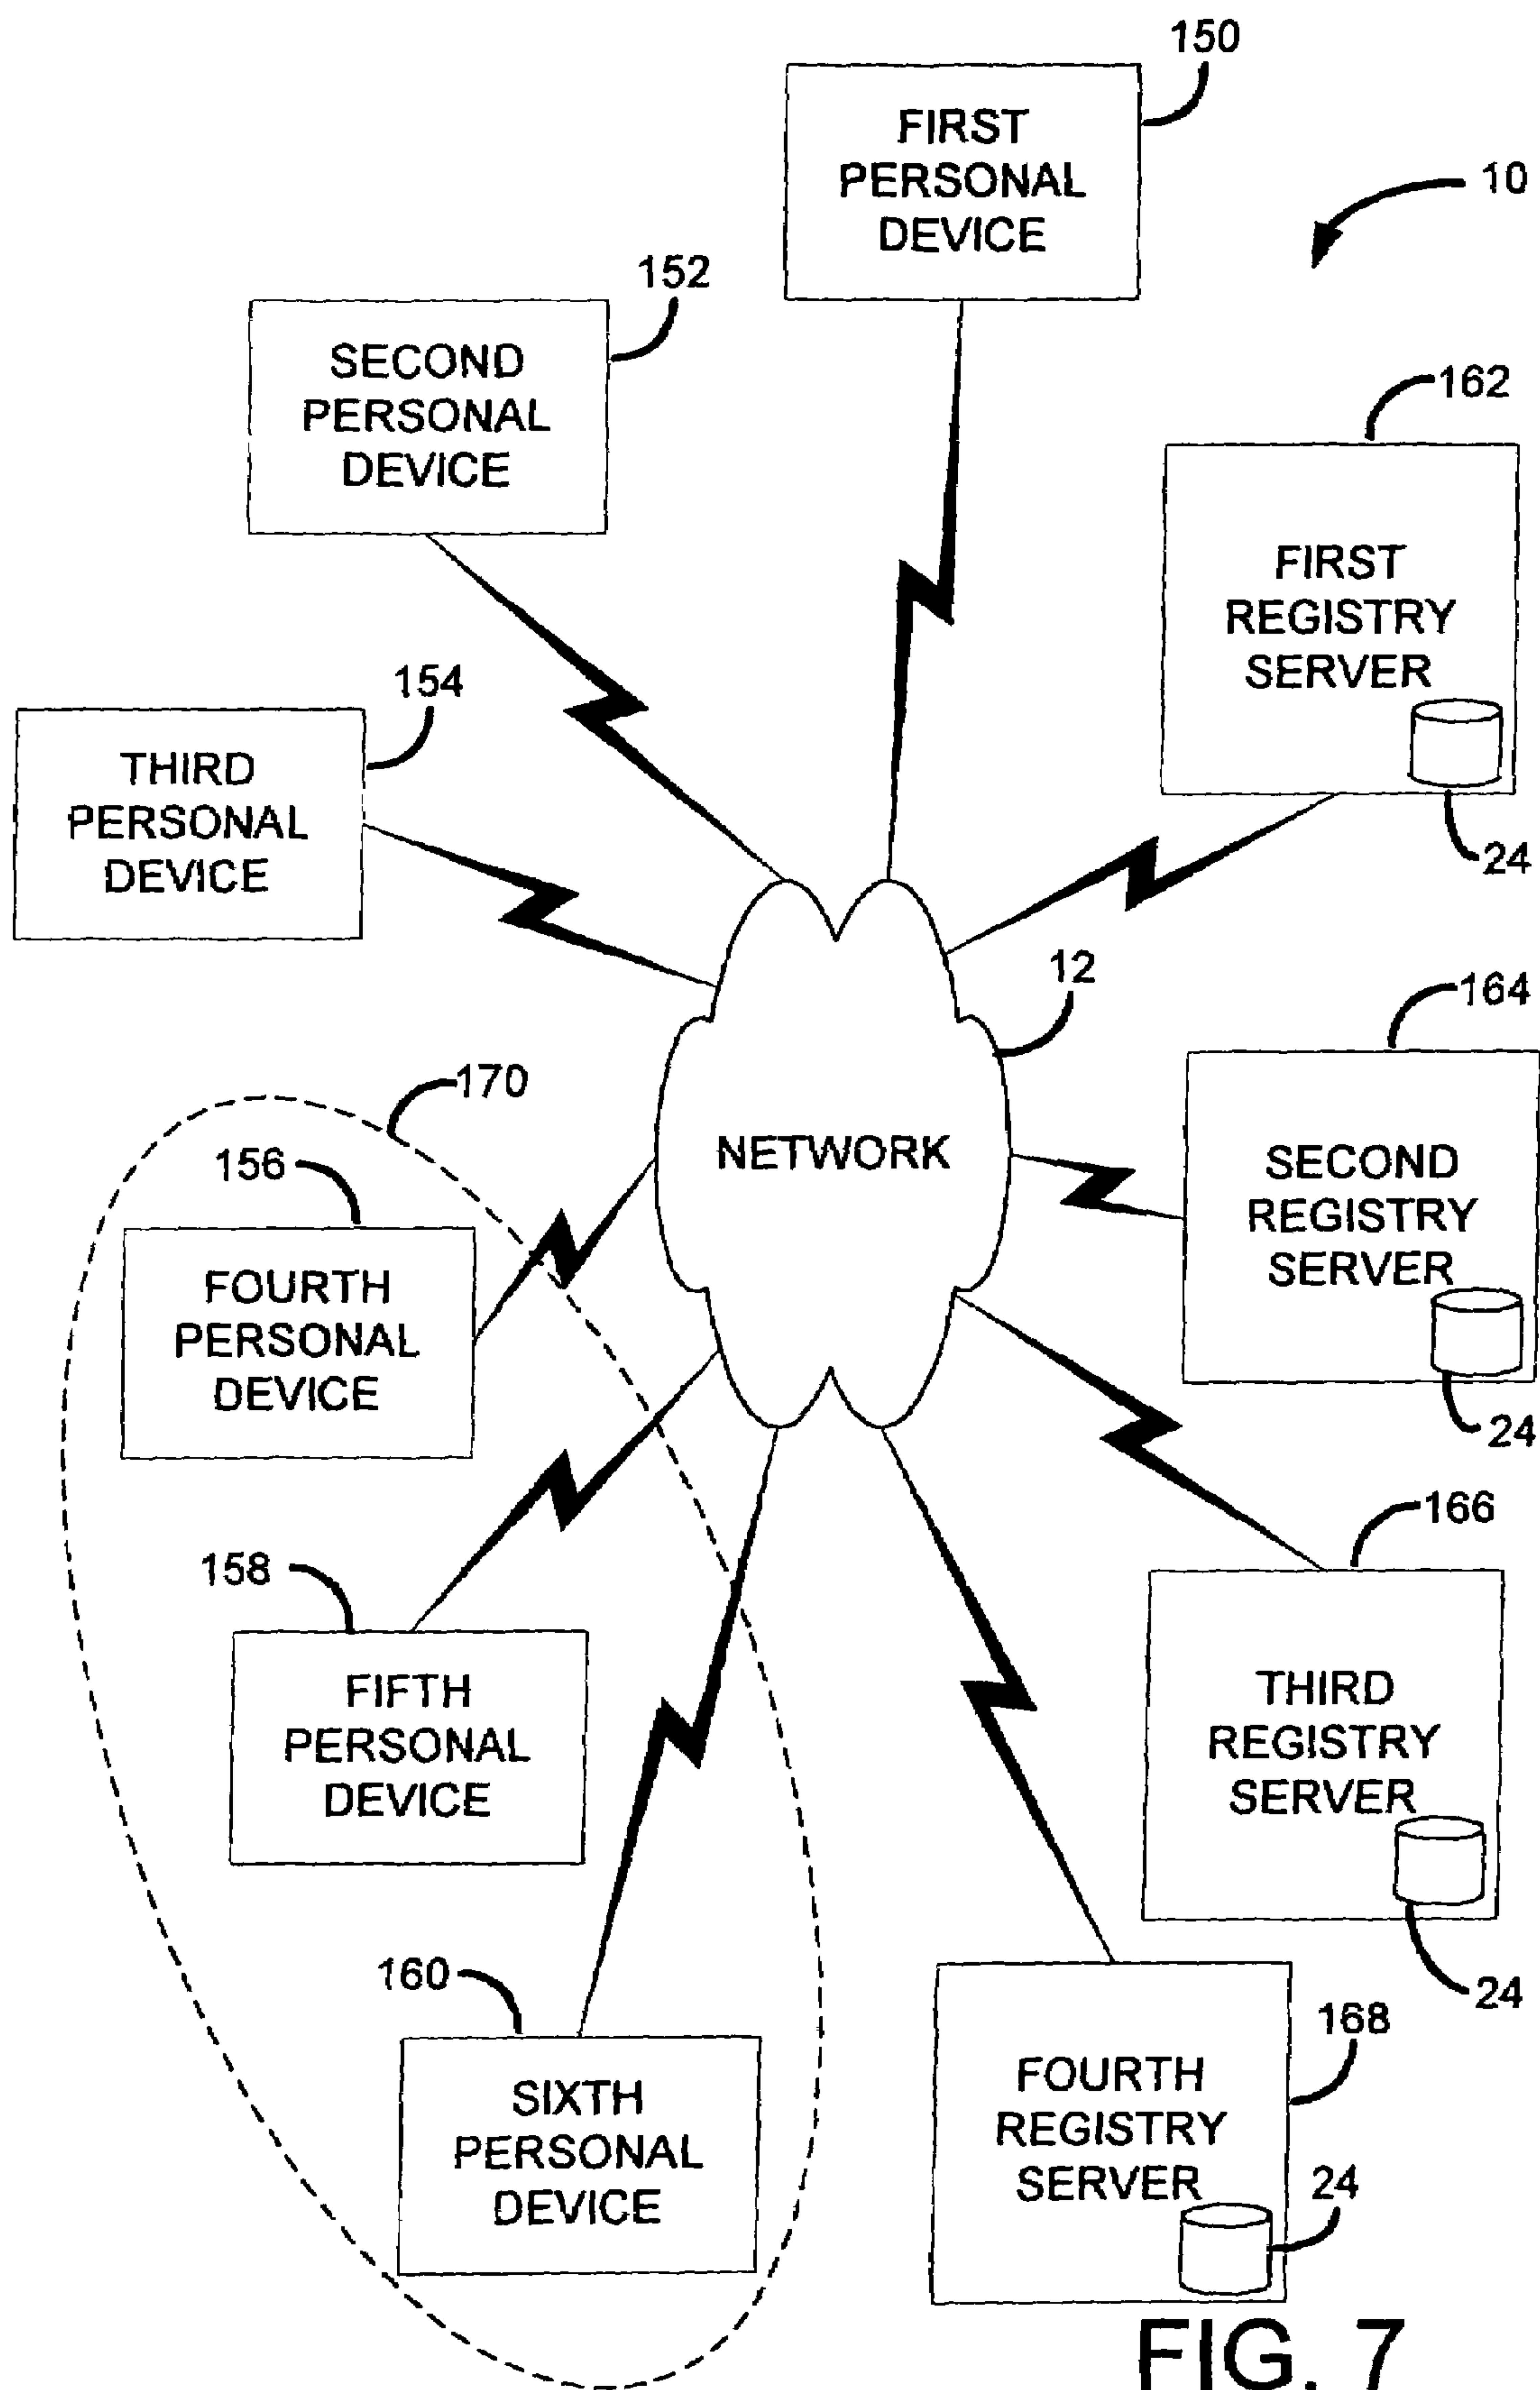 150
FIRST
PERSONAL
DEVICE
10
152
SECOND
PERSONAL
DEVICE
162
FIRST
REGISTRY
SERVER
24
154
THIRD
PERSONAL
DEVICE
12
NETWORK
164
SECOND
REGISTRY
SERVER
24
170
156
FOURTH
PERSONAL
DEVICE
166
THIRD
REGISTRY
SERVER
24
158
FIFTH
PERSONAL
DEVICE
168
FOURTH
REGISTRY
SERVER
24
160
SIXTH
PERSONAL
DEVICE
FIG. 7